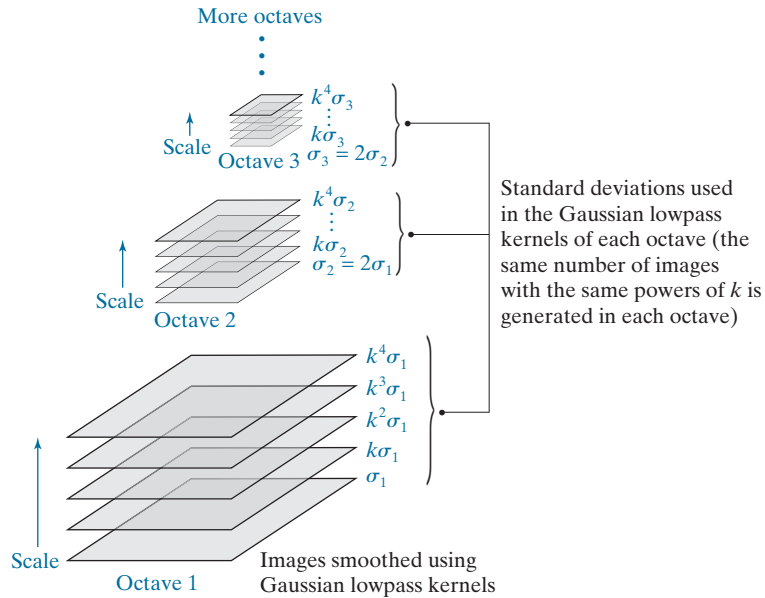 More octaves
k⁴σ₃
kσ₃
σ₃ = 2σ₂
Scale
Octave 3
k⁴σ₂
kσ₂
σ₂ = 2σ₁
Scale
Octave 2
Standard deviations used
in the Gaussian lowpass
kernels of each octave (the
same number of images
with the same powers of k is
generated in each octave)
k⁴σ₁
k³σ₁
k²σ₁
kσ₁
σ₁
Scale
Octave 1
Images smoothed using
Gaussian lowpass kernels